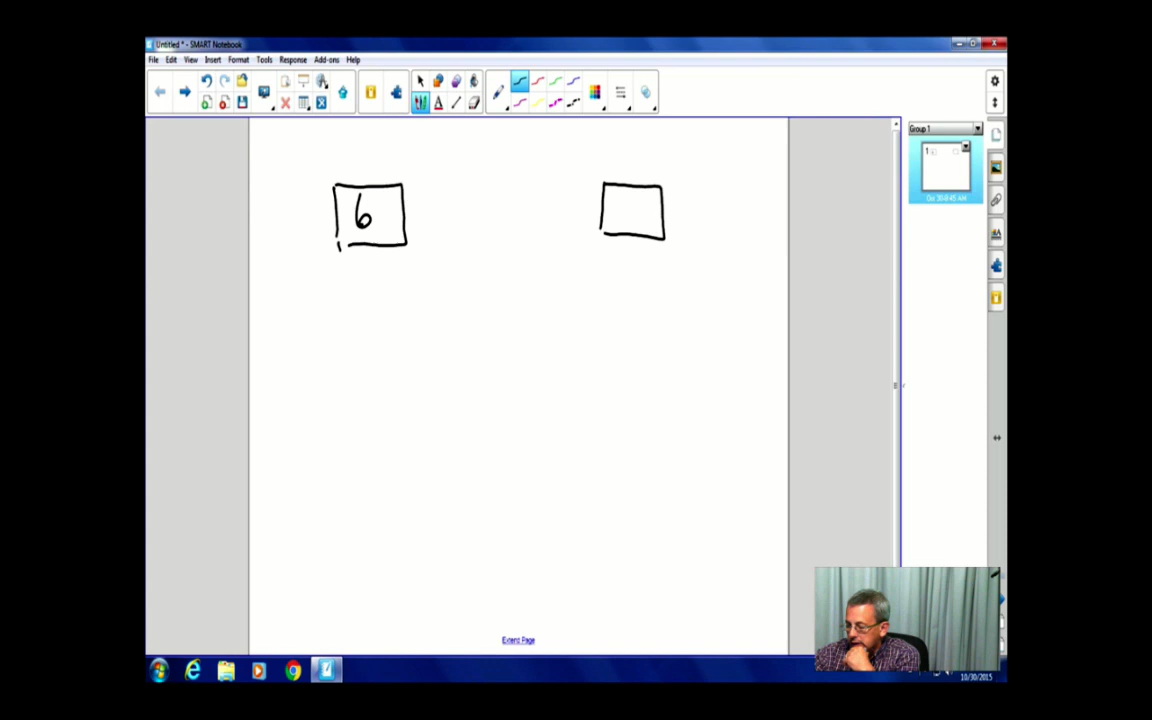 Untitled * - SMART Notebook
File Edit View Insert Format Tools Response Add-ons Help
Group 1
1
6
Extend Page
10/30/2015